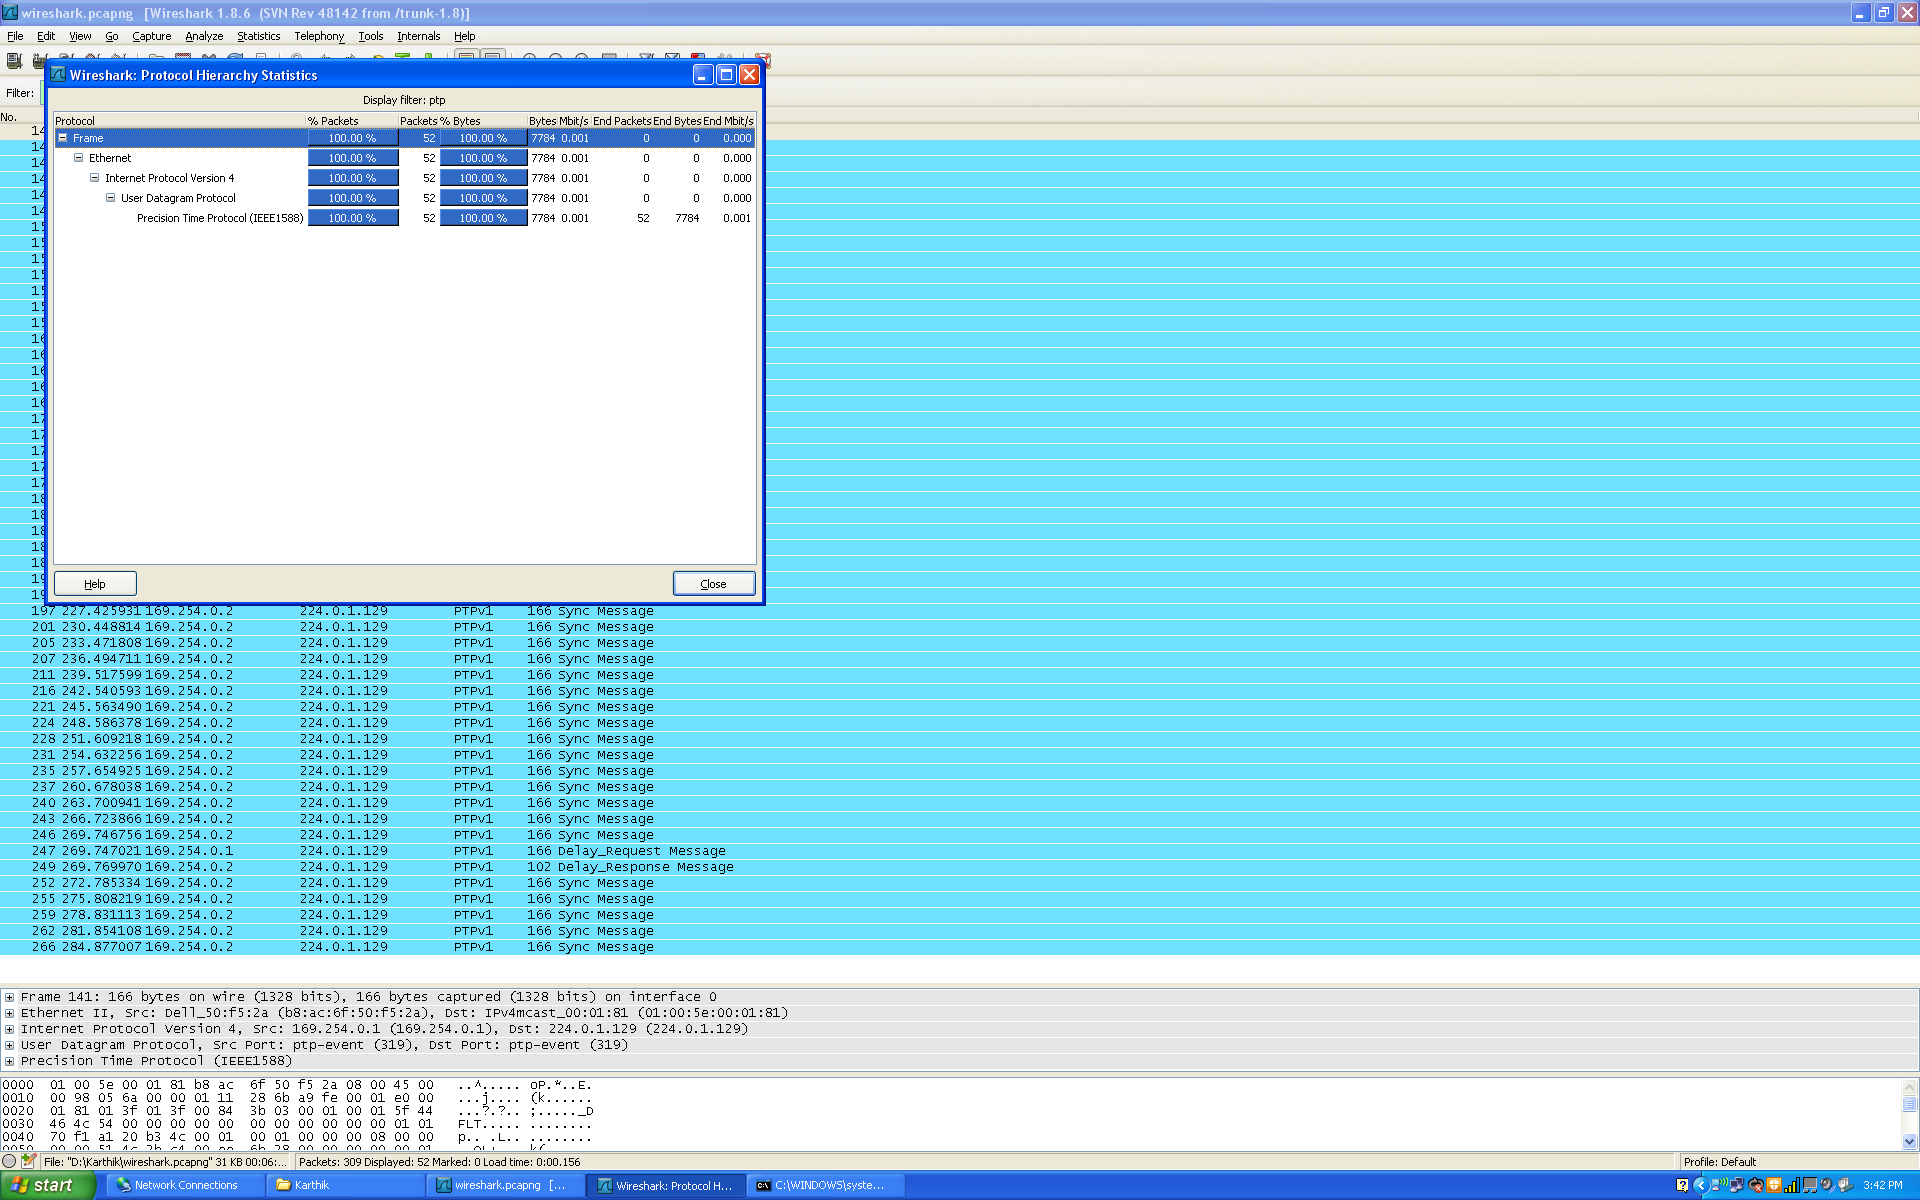 wireshark.pcapng [Wireshark 1.8.6 (SVN Rev 48142 from /trunk-1.8)]
File Edit View Go Capture Analyze Statistics Telephony Tools Internals Help
Wireshark: Protocol Hierarchy Statistics
Filter:
Display filter: ptp
No.
Protocol % Packets Packets % Bytes Bytes Mbit/s End Packets End Bytes End Mbit/s
Frame 100.00 % 52 100.00 % 7784 0.001 0 0 0.000
Ethernet 100.00 % 52 100.00 % 7784 0.001 0 0 0.000
Internet Protocol Version 4 100.00 % 52 100.00 % 7784 0.001 0 0 0.000
User Datagram Protocol 100.00 % 52 100.00 % 7784 0.001 0 0 0.000
Precision Time Protocol (IEEE1588) 100.00 % 52 100.00 % 7784 0.001 52 7784 0.001
Help Close
197 227.425931 169.254.0.2 224.0.1.129 PTPv1 166 Sync Message
201 230.448814 169.254.0.2 224.0.1.129 PTPv1 166 Sync Message
205 233.471808 169.254.0.2 224.0.1.129 PTPv1 166 Sync Message
207 236.494711 169.254.0.2 224.0.1.129 PTPv1 166 Sync Message
211 239.517599 169.254.0.2 224.0.1.129 PTPv1 166 Sync Message
216 242.540593 169.254.0.2 224.0.1.129 PTPv1 166 Sync Message
221 245.563490 169.254.0.2 224.0.1.129 PTPv1 166 Sync Message
224 248.586378 169.254.0.2 224.0.1.129 PTPv1 166 Sync Message
228 251.609218 169.254.0.2 224.0.1.129 PTPv1 166 Sync Message
231 254.632256 169.254.0.2 224.0.1.129 PTPv1 166 Sync Message
235 257.654925 169.254.0.2 224.0.1.129 PTPv1 166 Sync Message
237 260.678038 169.254.0.2 224.0.1.129 PTPv1 166 Sync Message
240 263.700941 169.254.0.2 224.0.1.129 PTPv1 166 Sync Message
243 266.723866 169.254.0.2 224.0.1.129 PTPv1 166 Sync Message
246 269.746756 169.254.0.2 224.0.1.129 PTPv1 166 Sync Message
247 269.747021 169.254.0.1 224.0.1.129 PTPv1 166 Delay_Request Message
249 269.769970 169.254.0.2 224.0.1.129 PTPv1 102 Delay_Response Message
252 272.785334 169.254.0.2 224.0.1.129 PTPv1 166 Sync Message
255 275.808219 169.254.0.2 224.0.1.129 PTPv1 166 Sync Message
259 278.831113 169.254.0.2 224.0.1.129 PTPv1 166 Sync Message
262 281.854108 169.254.0.2 224.0.1.129 PTPv1 166 Sync Message
266 284.877007 169.254.0.2 224.0.1.129 PTPv1 166 Sync Message
Frame 141: 166 bytes on wire (1328 bits), 166 bytes captured (1328 bits) on interface 0
Ethernet II, Src: Dell_50:f5:2a (b8:ac:6f:50:f5:2a), Dst: IPv4mcast_00:01:81 (01:00:5e:00:01:81)
Internet Protocol Version 4, Src: 169.254.0.1 (169.254.0.1), Dst: 224.0.1.129 (224.0.1.129)
User Datagram Protocol, Src Port: ptp-event (319), Dst Port: ptp-event (319)
Precision Time Protocol (IEEE1588)
0000 01 00 5e 00 01 81 b8 ac 6f 50 f5 2a 08 00 45 00 ..^..... oP.*..E.
0010 00 98 05 6a 00 00 01 11 28 6b a9 fe 00 01 e0 00 ...j.... (k......
0020 01 81 01 3f 01 3f 00 84 3b 03 00 01 00 01 5f 44 ...?.?.. ;....._D
0030 46 4c 54 00 00 00 00 00 00 00 00 00 00 00 01 01 FLT..... ........
0040 70 f1 a1 20 b3 4c 00 01 00 01 00 00 00 08 00 00 p.. .L.. ........
File: "D:\Karthik\wireshark.pcapng" 31 KB 00:06:... Packets: 309 Displayed: 52 Marked: 0 Load time: 0:00.156 Profile: Default
start Network Connections Karthik wireshark.pcapng [... Wireshark: Protocol H... C:\WINDOWS\syste... 3:42 PM